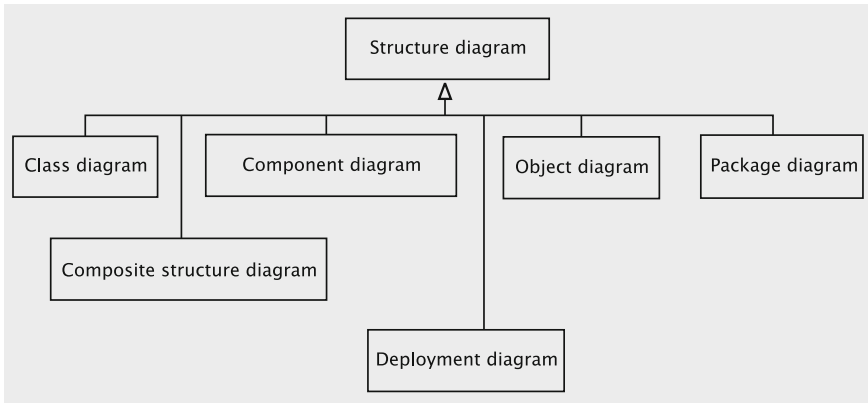 Structure diagram
Class diagram
Component diagram
Object diagram
Package diagram
Composite structure diagram
Deployment diagram